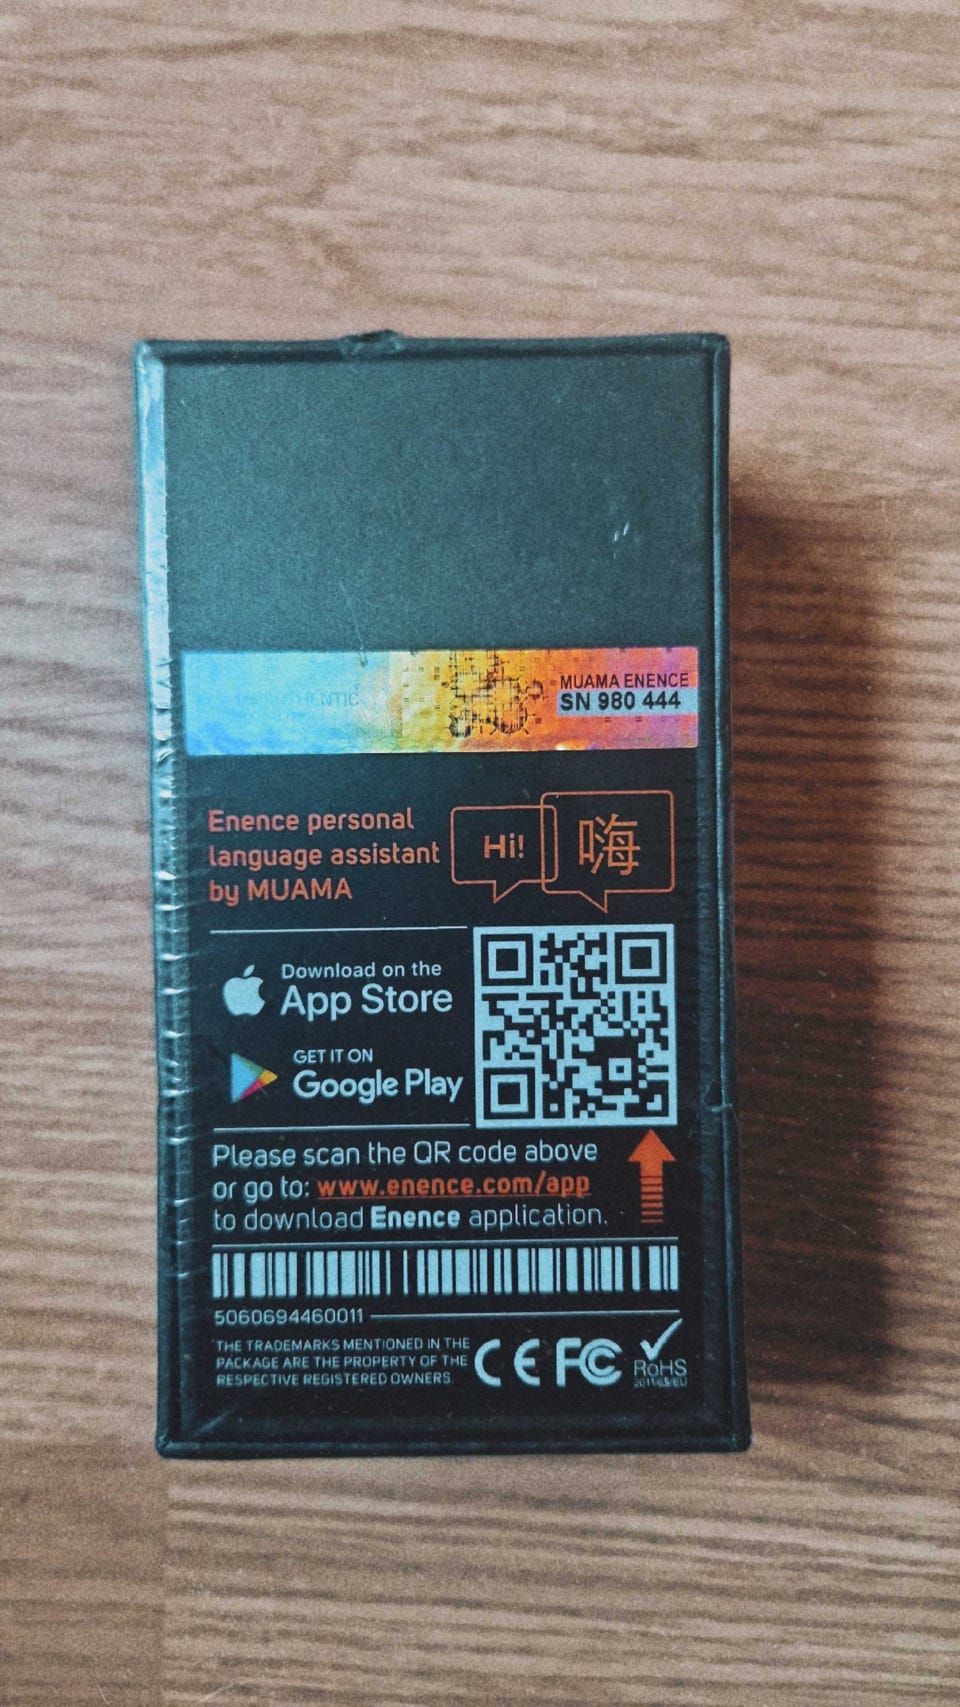 MUAMA ENENCE
SN 980 444
Enence personal
language assistant
by MUAMA
Hi!
嗨
Download on the
App Store
GET IT ON
Google Play
Please scan the QR code above
or go to: www.enence.com/app
to download Enence application.
5060694460011
THE TRADEMARKS MENTIONED IN THE
PACKAGE ARE THE PROPERTY OF THE
RESPECTIVE REGISTERED OWNERS.
CE FC
RoHS
2011/65/EU